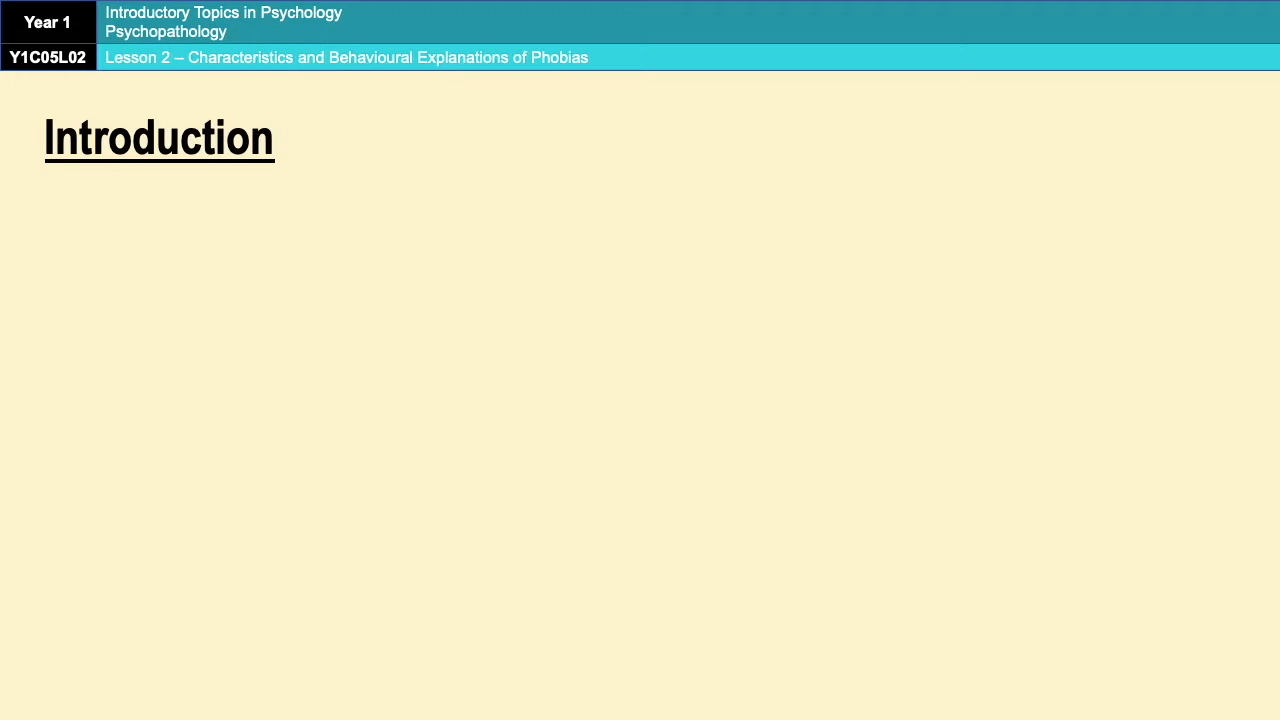 Year 1
Introductory Topics in Psychology
Psychopathology
Y1C05L02
Lesson 2 – Characteristics and Behavioural Explanations of Phobias
Introduction